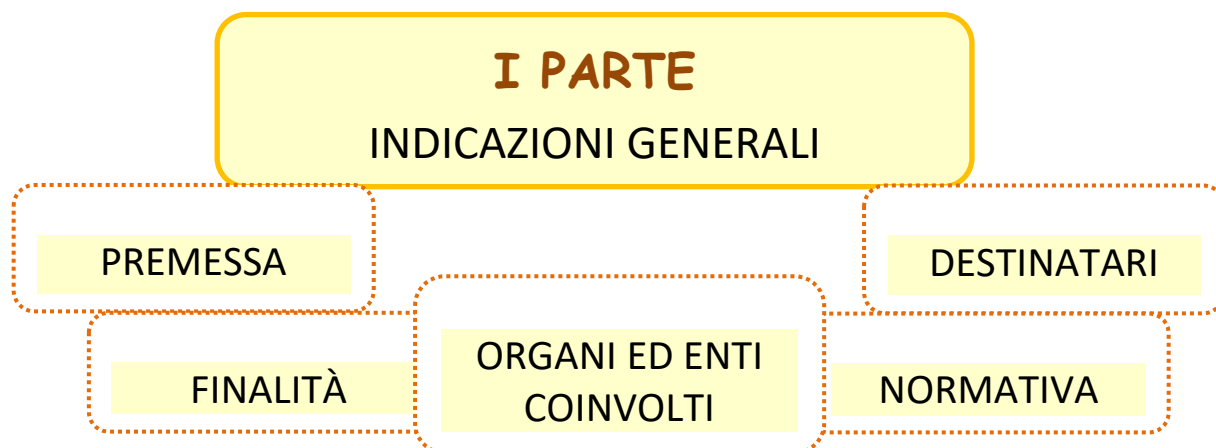 I PARTE
INDICAZIONI GENERALI
PREMESSA
DESTINATARI
FINALITÀ
ORGANI ED ENTI
COINVOLTI
NORMATIVA